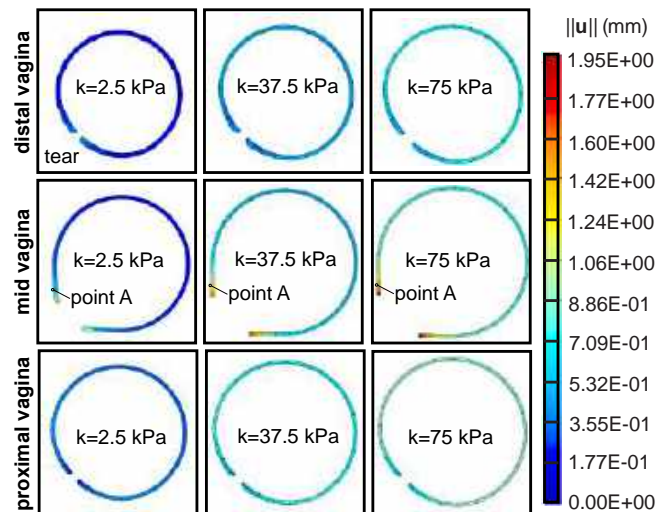 ||u|| (mm)
distal vagina
k=2.5 kPa
k=37.5 kPa
k=75 kPa
tear
mid vagina
k=2.5 kPa
k=37.5 kPa
k=75 kPa
point A
point A
point A
proximal vagina
k=2.5 kPa
k=37.5 kPa
k=75 kPa
1.95E+00
1.77E+00
1.60E+00
1.42E+00
1.24E+00
1.06E+00
8.86E-01
7.09E-01
5.32E-01
3.55E-01
1.77E-01
0.00E+00